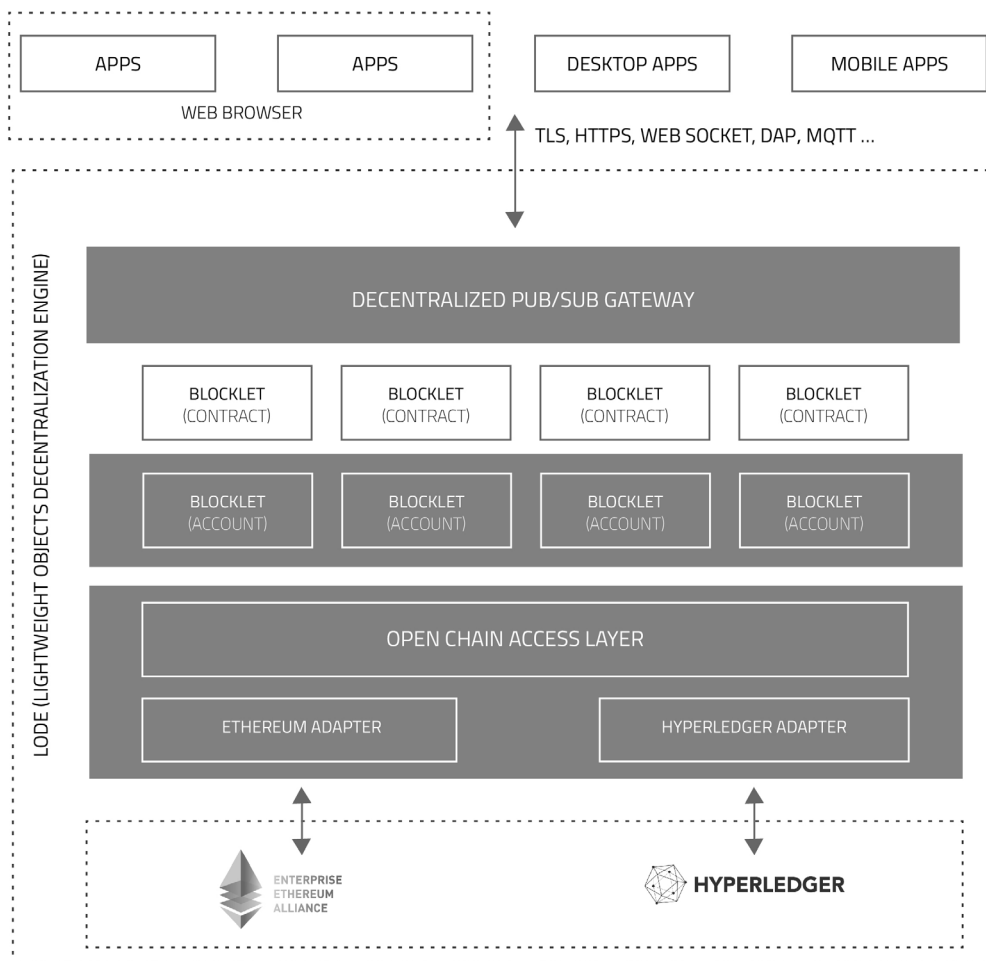 APPS
APPS
DESKTOP APPS
MOBILE APPS
WEB BROWSER
TLS, HTTPS, WEB SOCKET, DAP, MQTT ...
LODE (LIGHTWEIGHT OBJECTS DECENTRALIZATION ENGINE)
DECENTRALIZED PUB/SUB GATEWAY
BLOCKLET
(CONTRACT)
BLOCKLET
(CONTRACT)
BLOCKLET
(CONTRACT)
BLOCKLET
(CONTRACT)
BLOCKLET
(ACCOUNT)
BLOCKLET
(ACCOUNT)
BLOCKLET
(ACCOUNT)
BLOCKLET
(ACCOUNT)
OPEN CHAIN ACCESS LAYER
ETHEREUM ADAPTER
HYPERLEDGER ADAPTER
ENTERPRISE
ETHEREUM
ALLIANCE
HYPERLEDGER